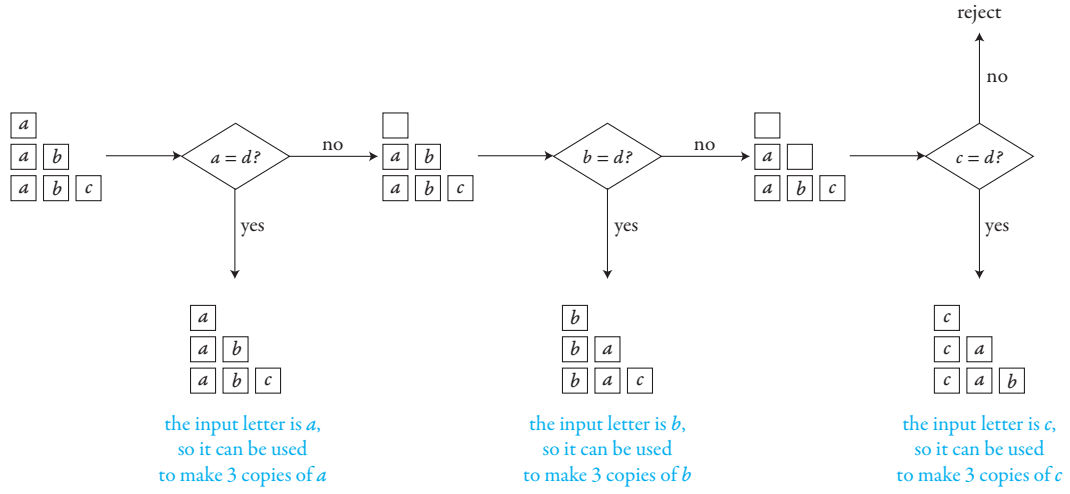 reject
no
a
a b
a b c
a = d?
no
a b
a b c
b = d?
no
a
a b c
c = d?
yes
yes
yes
a
a b
a b c
b
b a
b a c
c
c a
c a b
the input letter is a,
so it can be used
to make 3 copies of a
the input letter is b,
so it can be used
to make 3 copies of b
the input letter is c,
so it can be used
to make 3 copies of c